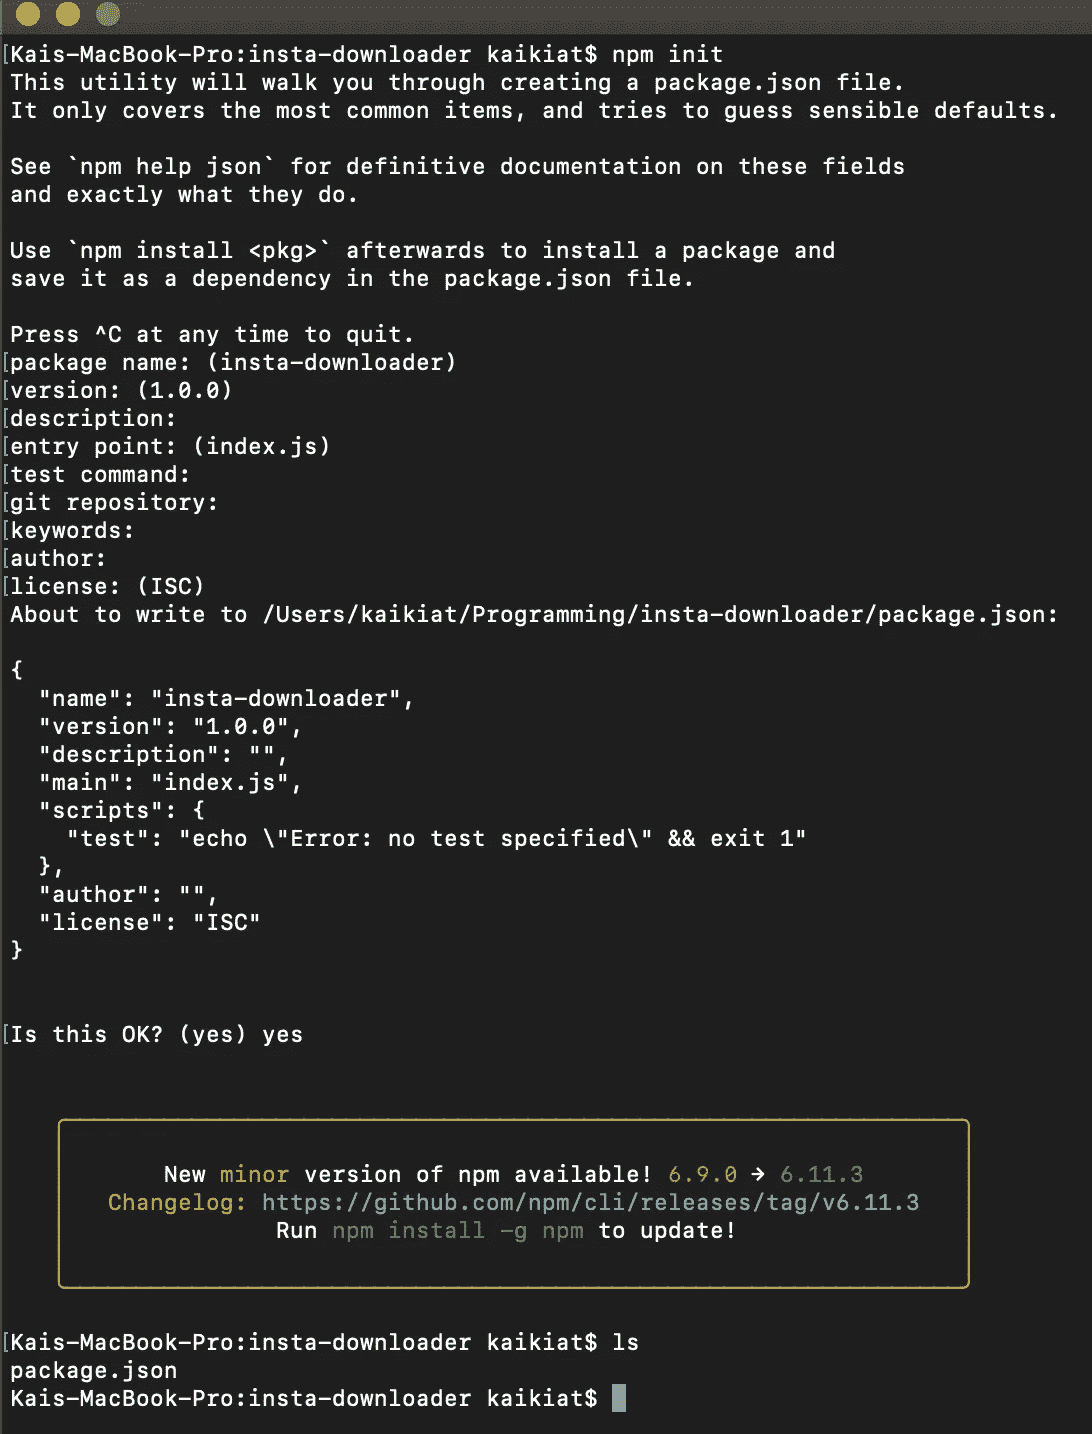 [Kais-MacBook-Pro:insta-downloader kaikiat$ npm init
This utility will walk you through creating a package.json file.
It only covers the most common items, and tries to guess sensible defaults.
See `npm help json` for definitive documentation on these fields
and exactly what they do.
Use `npm install <pkg>` afterwards to install a package and
save it as a dependency in the package.json file.
Press ^C at any time to quit.
[package name: (insta-downloader)
[version: (1.0.0)
[description:
[entry point: (index.js)
[test command:
[git repository:
[keywords:
[author:
[license: (ISC)
About to write to /Users/kaikiat/Programming/insta-downloader/package.json:
{
  "name": "insta-downloader",
  "version": "1.0.0",
  "description": "",
  "main": "index.js",
  "scripts": {
    "test": "echo \"Error: no test specified\" && exit 1"
  },
  "author": "",
  "license": "ISC"
}
[Is this OK? (yes) yes
New minor version of npm available! 6.9.0 → 6.11.3
Changelog: https://github.com/npm/cli/releases/tag/v6.11.3
Run npm install -g npm to update!
[Kais-MacBook-Pro:insta-downloader kaikiat$ ls
package.json
Kais-MacBook-Pro:insta-downloader kaikiat$